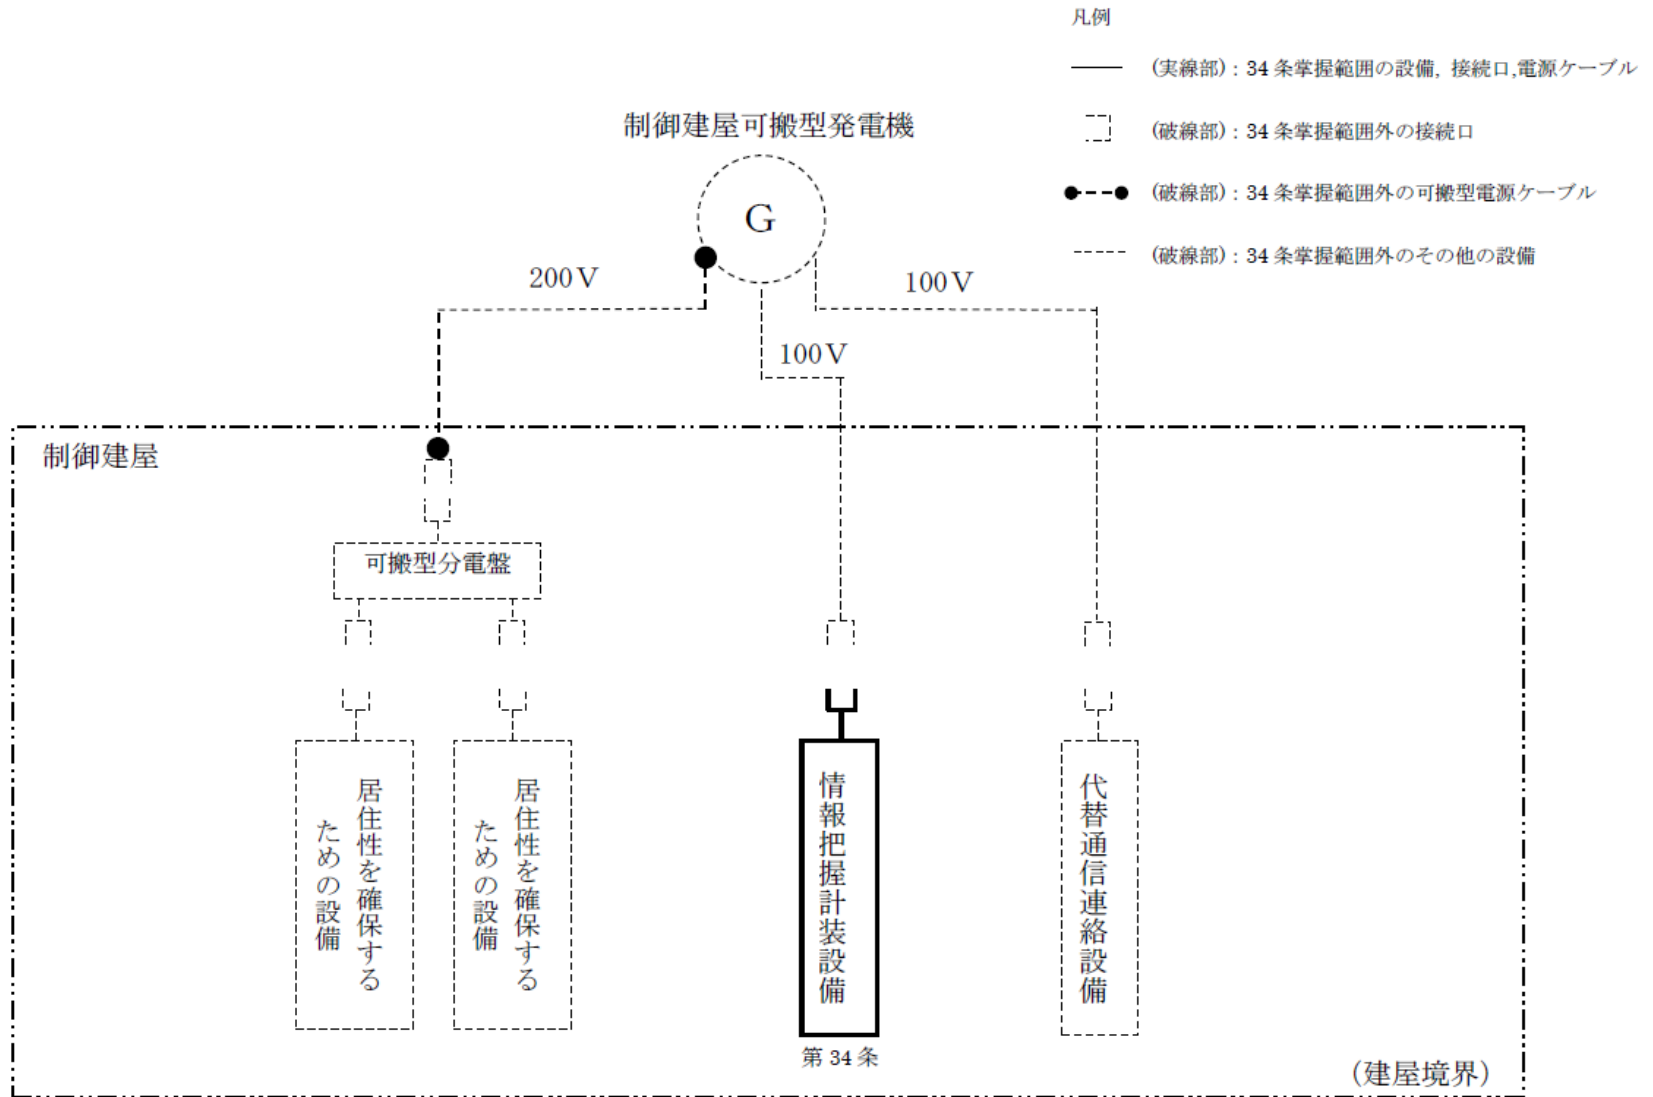 凡例
(実線部)：34 条掌握範囲の設備, 接続口,電源ケーブル
(破線部)：34 条掌握範囲外の接続口
(破線部)：34 条掌握範囲外の可搬型電源ケーブル
(破線部)：34 条掌握範囲外のその他の設備
制御建屋可搬型発電機
G
200V
100V
100V
制御建屋
可搬型分電盤
居住性を確保する
ための設備
居住性を確保する
ための設備
情報把握計装設備
代替通信連絡設備
第 34 条
（建屋境界）